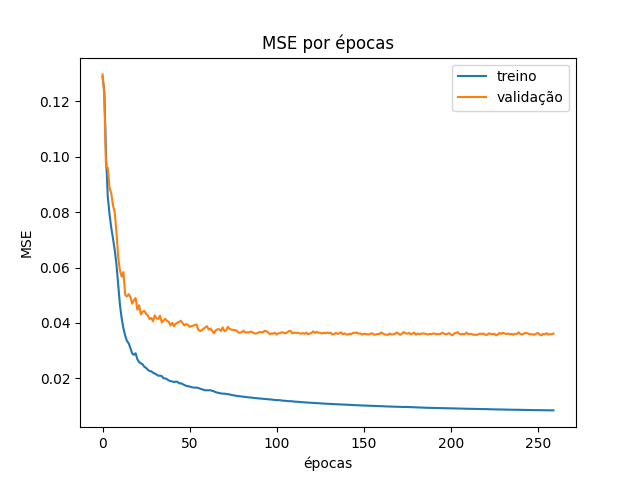 MSE por épocas
treino
validação
0.12
0.10
0.08
0.06
0.04
0.02
MSE
0 50 100 150 200 250
épocas